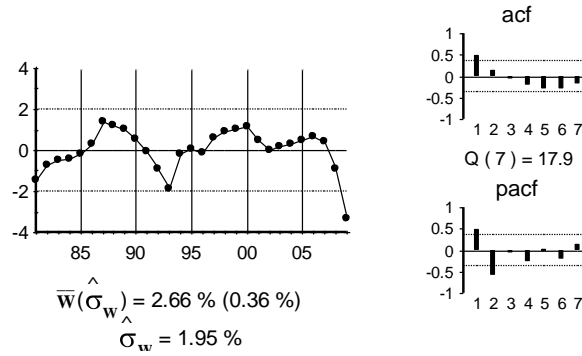 acf
1
0.5
0
-0.5
-1
1 2 3 4 5 6 7
Q ( 7 ) = 17.9
pacf
1
0.5
0
-0.5
-1
1 2 3 4 5 6 7
4
2
0
-2
-4
85 90 95 00 05
w̅(σ̂w) = 2.66 % (0.36 %)
σ̂w = 1.95 %